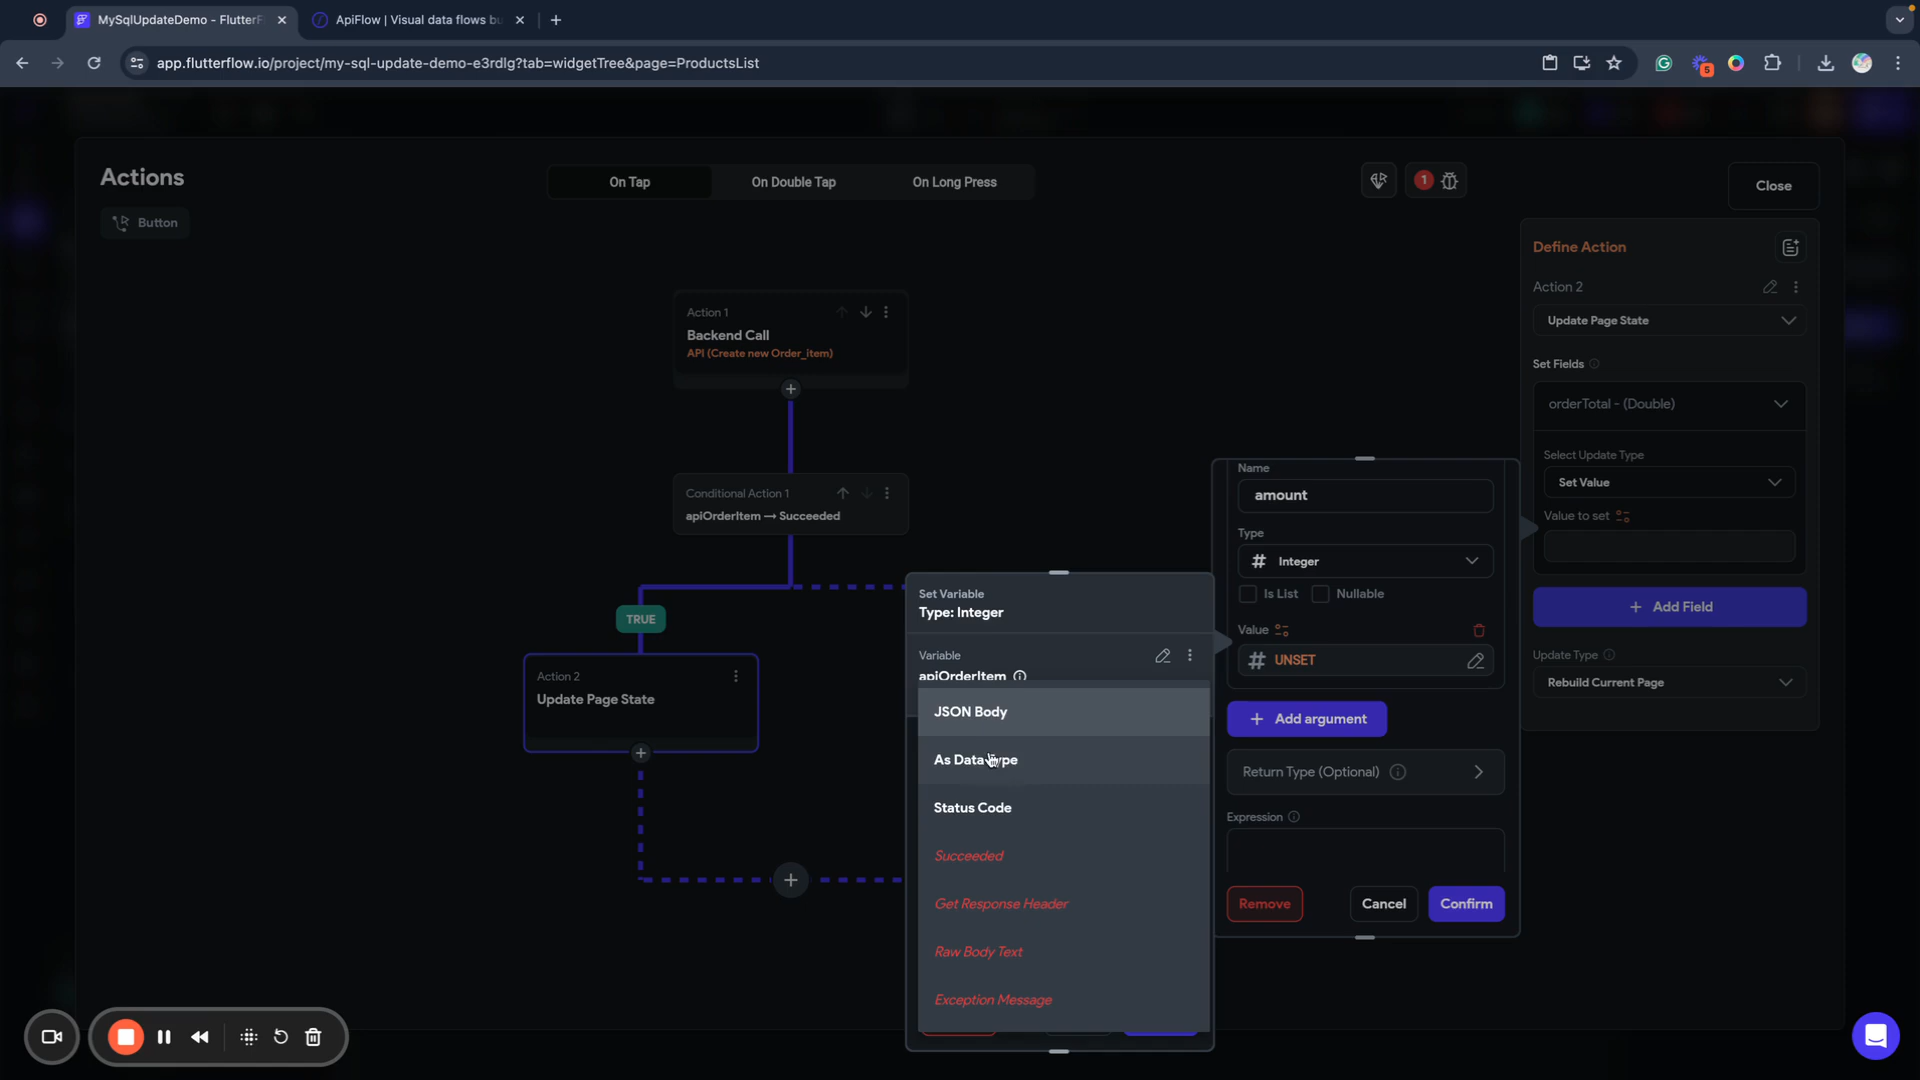 MySqlUpdateDemo - FlutterF
ApiFlow | Visual data flows bu
app.flutterflow.io/project/my-sql-update-demo-e3rdlg?tab=widgetTree&page=ProductsList
5
Actions
On Tap
On Double Tap
On Long Press
1
Close
Button
Define Action
Action 2
Update Page State
Set Fields
orderTotal - (Double)
Select Update Type
Set Value
Value to set
Add Field
Update Type
Rebuild Current Page
Action 1
Backend Call
API (Create new Order_item)
Conditional Action 1
apiOrderItem → Succeeded
TRUE
Action 2
Update Page State
Name
amount
Type
Integer
Is List
Nullable
Value
UNSET
Add argument
Return Type (Optional)
Expression
Remove
Cancel
Confirm
Set Variable
Type: Integer
Variable
apiOrderItem
JSON Body
As Data Type
Status Code
Succeeded
Get Response Header
Raw Body Text
Exception Message